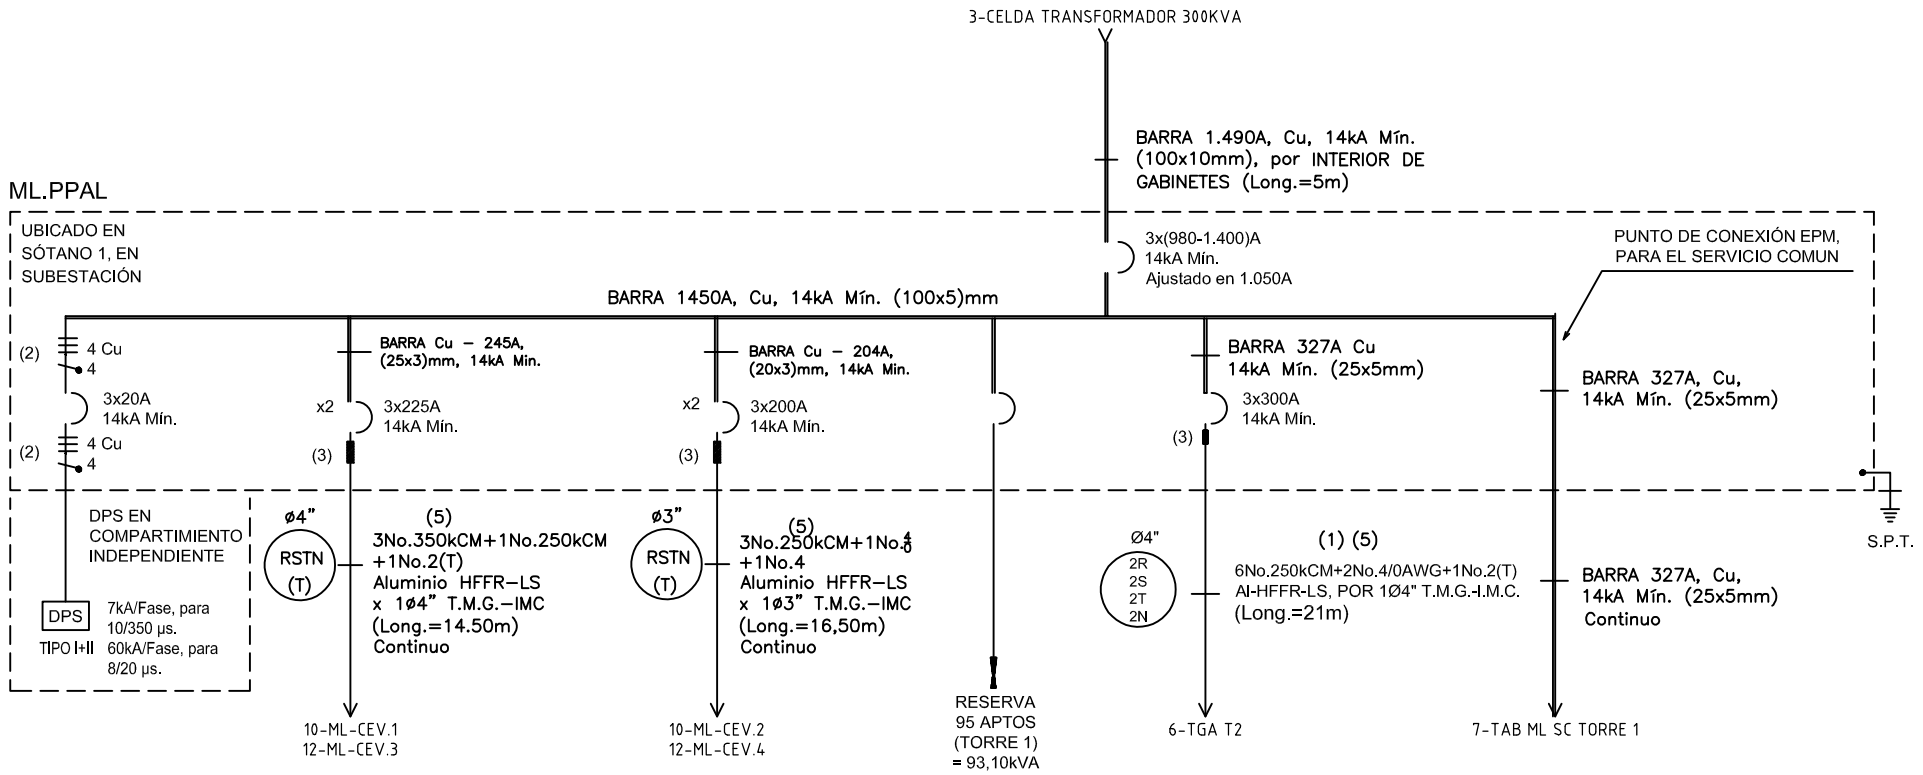 3-CELDA TRANSFORMADOR 300KVA
BARRA 1.490A, Cu, 14kA Mín.
(100x10mm), por INTERIOR DE
GABINETES (Long.=5m)
ML.PPAL
UBICADO EN
SÓTANO 1, EN
SUBESTACIÓN
3x(980-1.400)A
14kA Mín.
Ajustado en 1.050A
PUNTO DE CONEXIÓN EPM,
PARA EL SERVICIO COMUN
BARRA 1450A, Cu, 14kA Mín. (100x5)mm
(2)
4 Cu
4
3x20A
14kA Mín.
(2)
4 Cu
4
BARRA Cu - 245A,
(25x3)mm, 14kA Min.
x2
3x225A
14kA Mín.
(3)
BARRA Cu - 204A,
(20x3)mm, 14kA Min.
x2
3x200A
14kA Mín.
(3)
BARRA 327A Cu
14kA Mín. (25x5mm)
3x300A
14kA Mín.
(3)
BARRA 327A, Cu,
14kA Mín. (25x5mm)
S.P.T.
DPS EN
COMPARTIMIENTO
INDEPENDIENTE
DPS
TIPO I+II
7kA/Fase, para
10/350 µs.
60kA/Fase, para
8/20 µs.
ø4"
RSTN
(T)
(5)
3No.350kCM+1No.250kCM
+1No.2(T)
Aluminio HFFR-LS
x 1ø4" T.M.G.-IMC
(Long.=14.50m)
Continuo
ø3"
RSTN
(T)
(5)
3No.250kCM+1No.4/0
+1No.4
Aluminio HFFR-LS
x 1ø3" T.M.G.-IMC
(Long.=16,50m)
Continuo
Ø4"
2R
2S
2T
2N
(1) (5)
6No.250kCM+2No.4/0AWG+1No.2(T)
Al-HFFR-LS, POR 1Ø4" T.M.G.-I.M.C.
(Long.=21m)
BARRA 327A, Cu,
14kA Mín. (25x5mm)
Continuo
10-ML-CEV.1
12-ML-CEV.3
10-ML-CEV.2
12-ML-CEV.4
RESERVA
95 APTOS
(TORRE 1)
= 93,10kVA
6-TGA T2
7-TAB ML SC TORRE 1